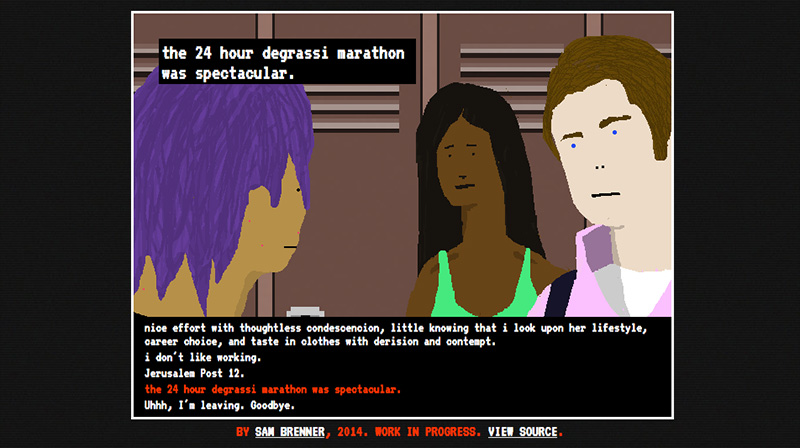 the 24 hour degrassi marathon
was spectacular.
nice effort with thoughtless condescencion, little knowing that i look upon her lifestyle,
career choice, and taste in clothes with derision and contempt.
i don't like working.
Jerusalem Post 12.
the 24 hour degrassi marathon was spectacular.
Uhhh, I'm leaving. Goodbye.
BY SAM BRENNER, 2014. WORK IN PROGRESS. VIEW SOURCE.